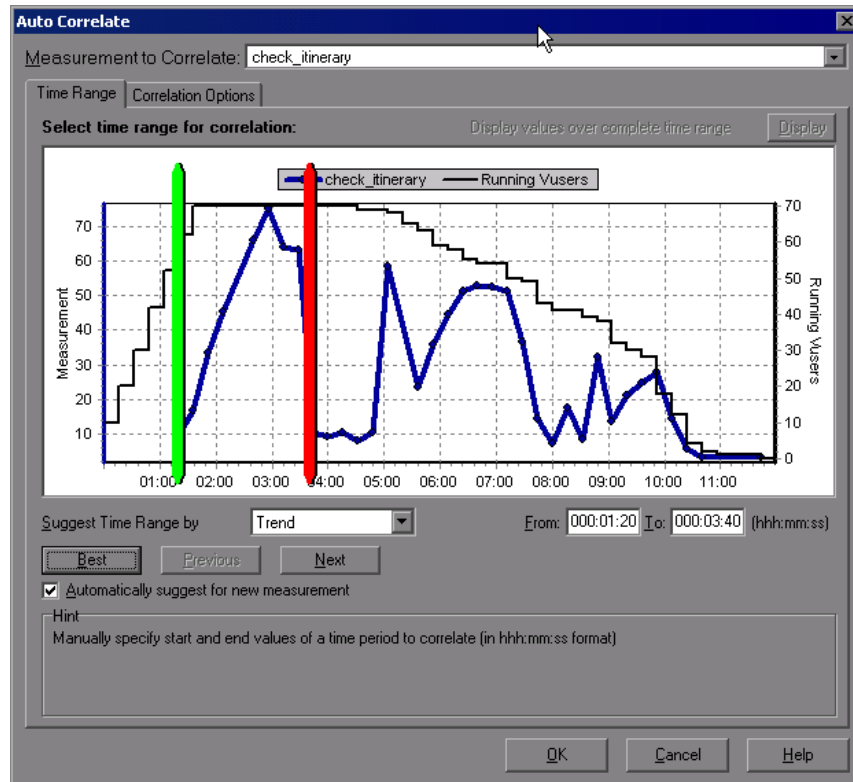 Auto Correlate
Measurement to Correlate: check_itinerary
Time Range Correlation Options
Select time range for correlation: Display values over complete time range Display
check_itinerary Running Vusers
70 70
60 60
50 50
40 40
30 30
20 20
10 10
0
Measurement
Running Vusers
01:00 02:00 03:00 04:00 05:00 06:00 07:00 08:00 09:00 10:00 11:00
Suggest Time Range by Trend From: 000:01:20 To: 000:03:40 (hhh:mm:ss)
Best Previous Next
Automatically suggest for new measurement
Hint
Manually specify start and end values of a time period to correlate (in hhh:mm:ss format)
OK Cancel Help